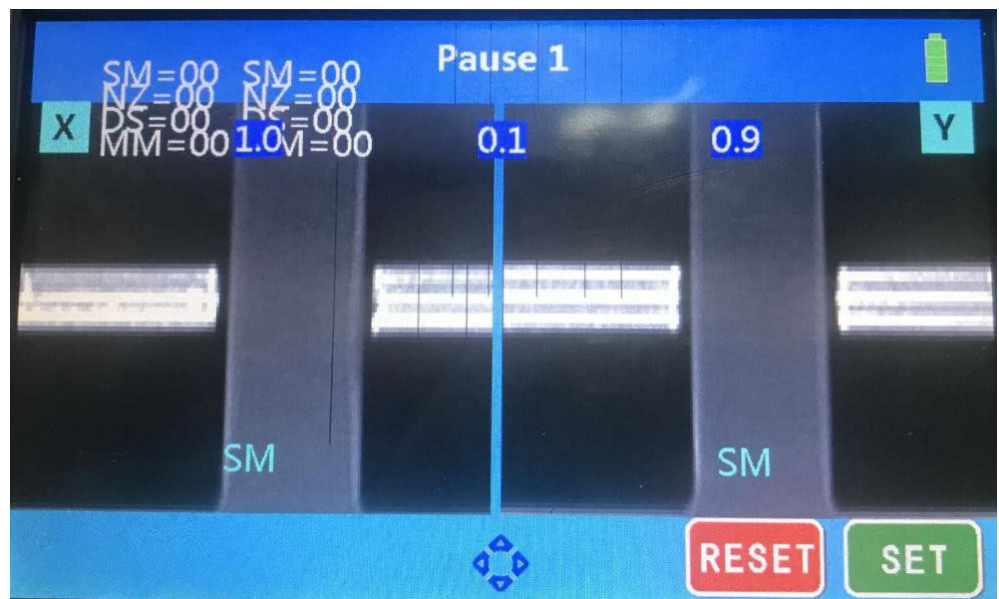 Pause 1
SM=00 SM=00
NZ=00 NZ=00
DS=00 DS=00
MM=00 M=00
X 1.0 0.1 0.9 Y
SM SM
RESET SET